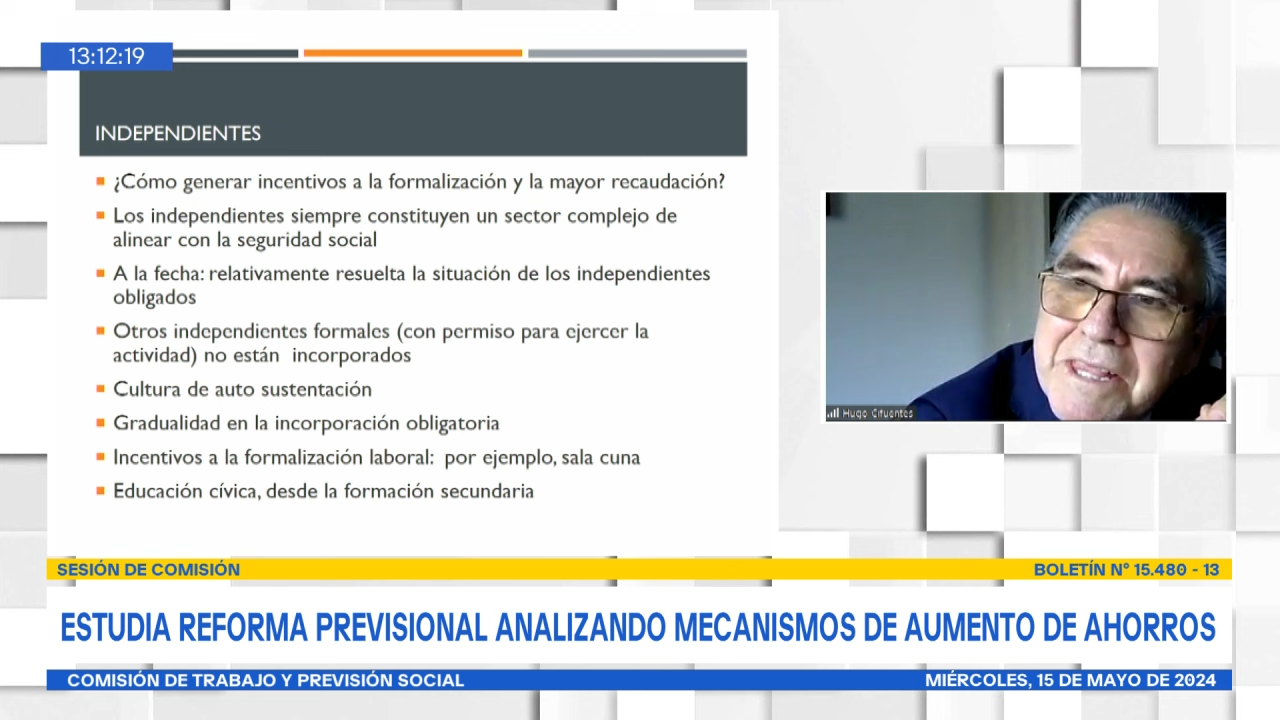 13:12:19
INDEPENDIENTES
¿Cómo generar incentivos a la formalización y la mayor recaudación?
Los independientes siempre constituyen un sector complejo de
alinear con la seguridad social
A la fecha: relativamente resuelta la situación de los independientes
obligados
Otros independientes formales (con permiso para ejercer la
actividad) no están incorporados
Cultura de auto sustentación
Gradualidad en la incorporación obligatoria
Incentivos a la formalización laboral: por ejemplo, sala cuna
Educación cívica, desde la formación secundaria
Hugo Cifuentes
SESIÓN DE COMISIÓN
BOLETÍN N° 15.480 - 13
ESTUDIA REFORMA PREVISIONAL ANALIZANDO MECANISMOS DE AUMENTO DE AHORROS
COMISIÓN DE TRABAJO Y PREVISIÓN SOCIAL
MIÉRCOLES, 15 DE MAYO DE 2024